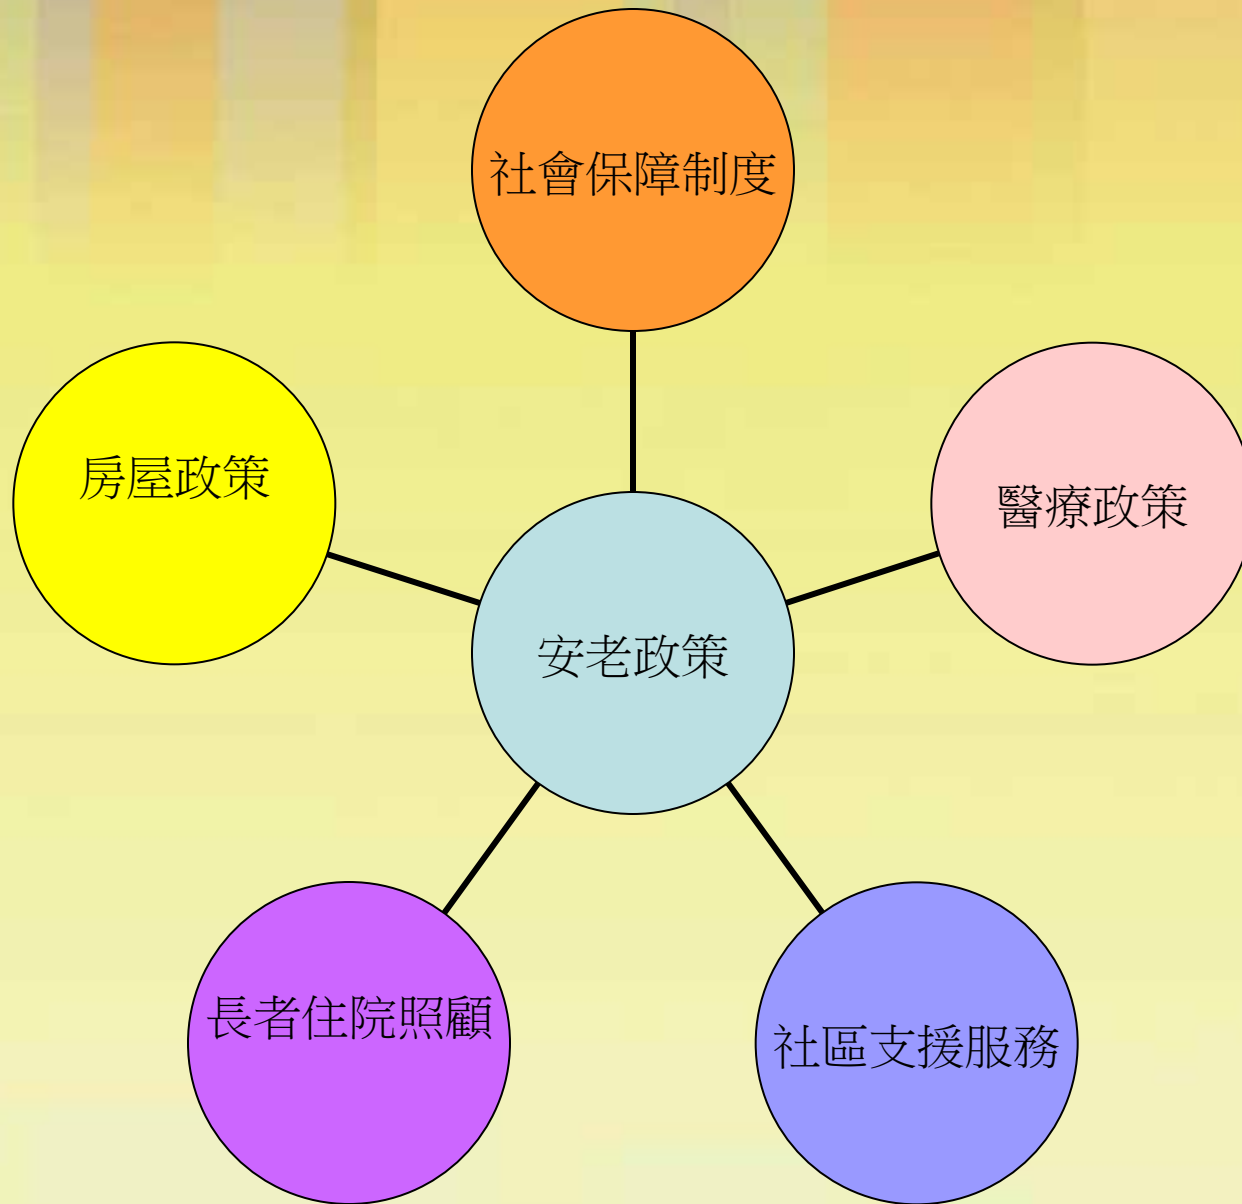 社會保障制度
房屋政策
醫療政策
安老政策
長者住院照顧
社區支援服務